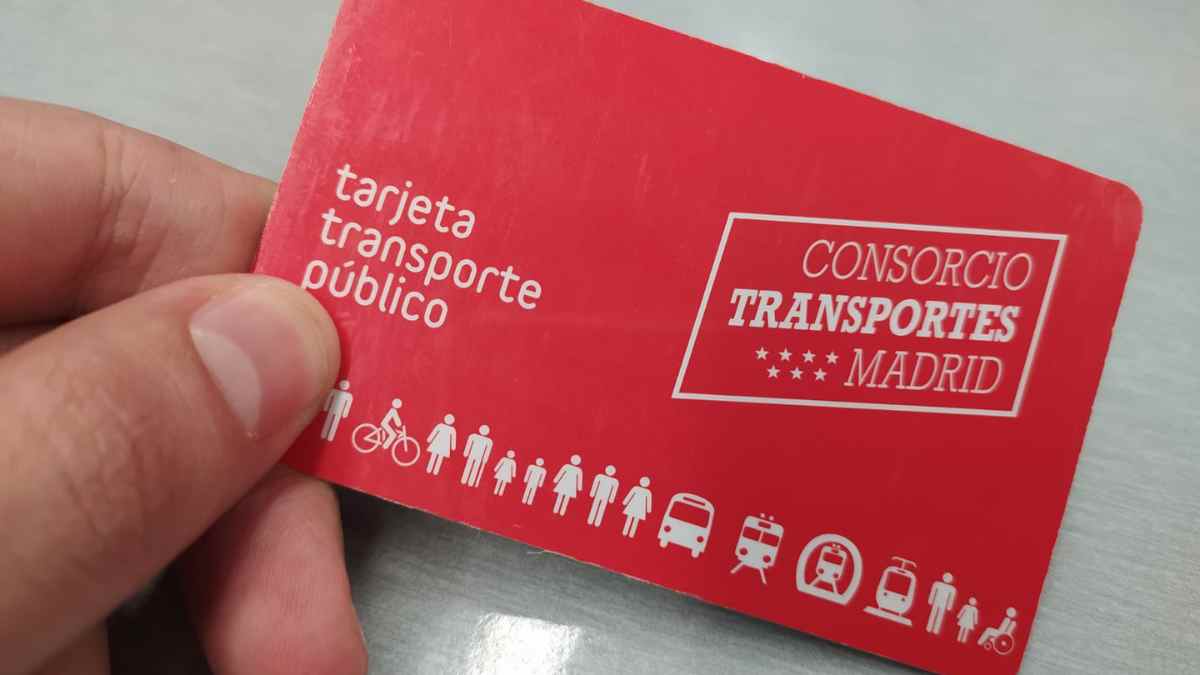 tarjeta
transporte
público
CONSORCIO
TRANSPORTES
MADRID